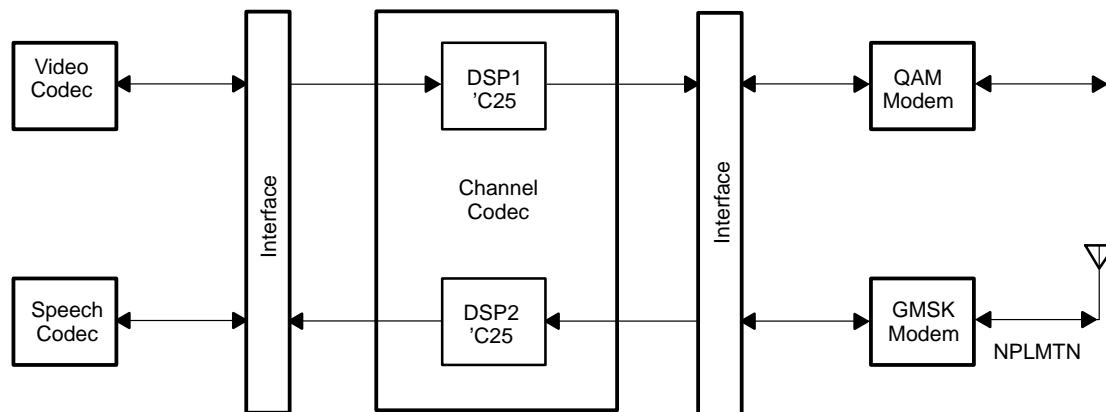 Video
Codec
Interface
DSP1
'C25
Channel
Codec
DSP2
'C25
Interface
QAM
Modem
Speech
Codec
GMSK
Modem
NPLMTN